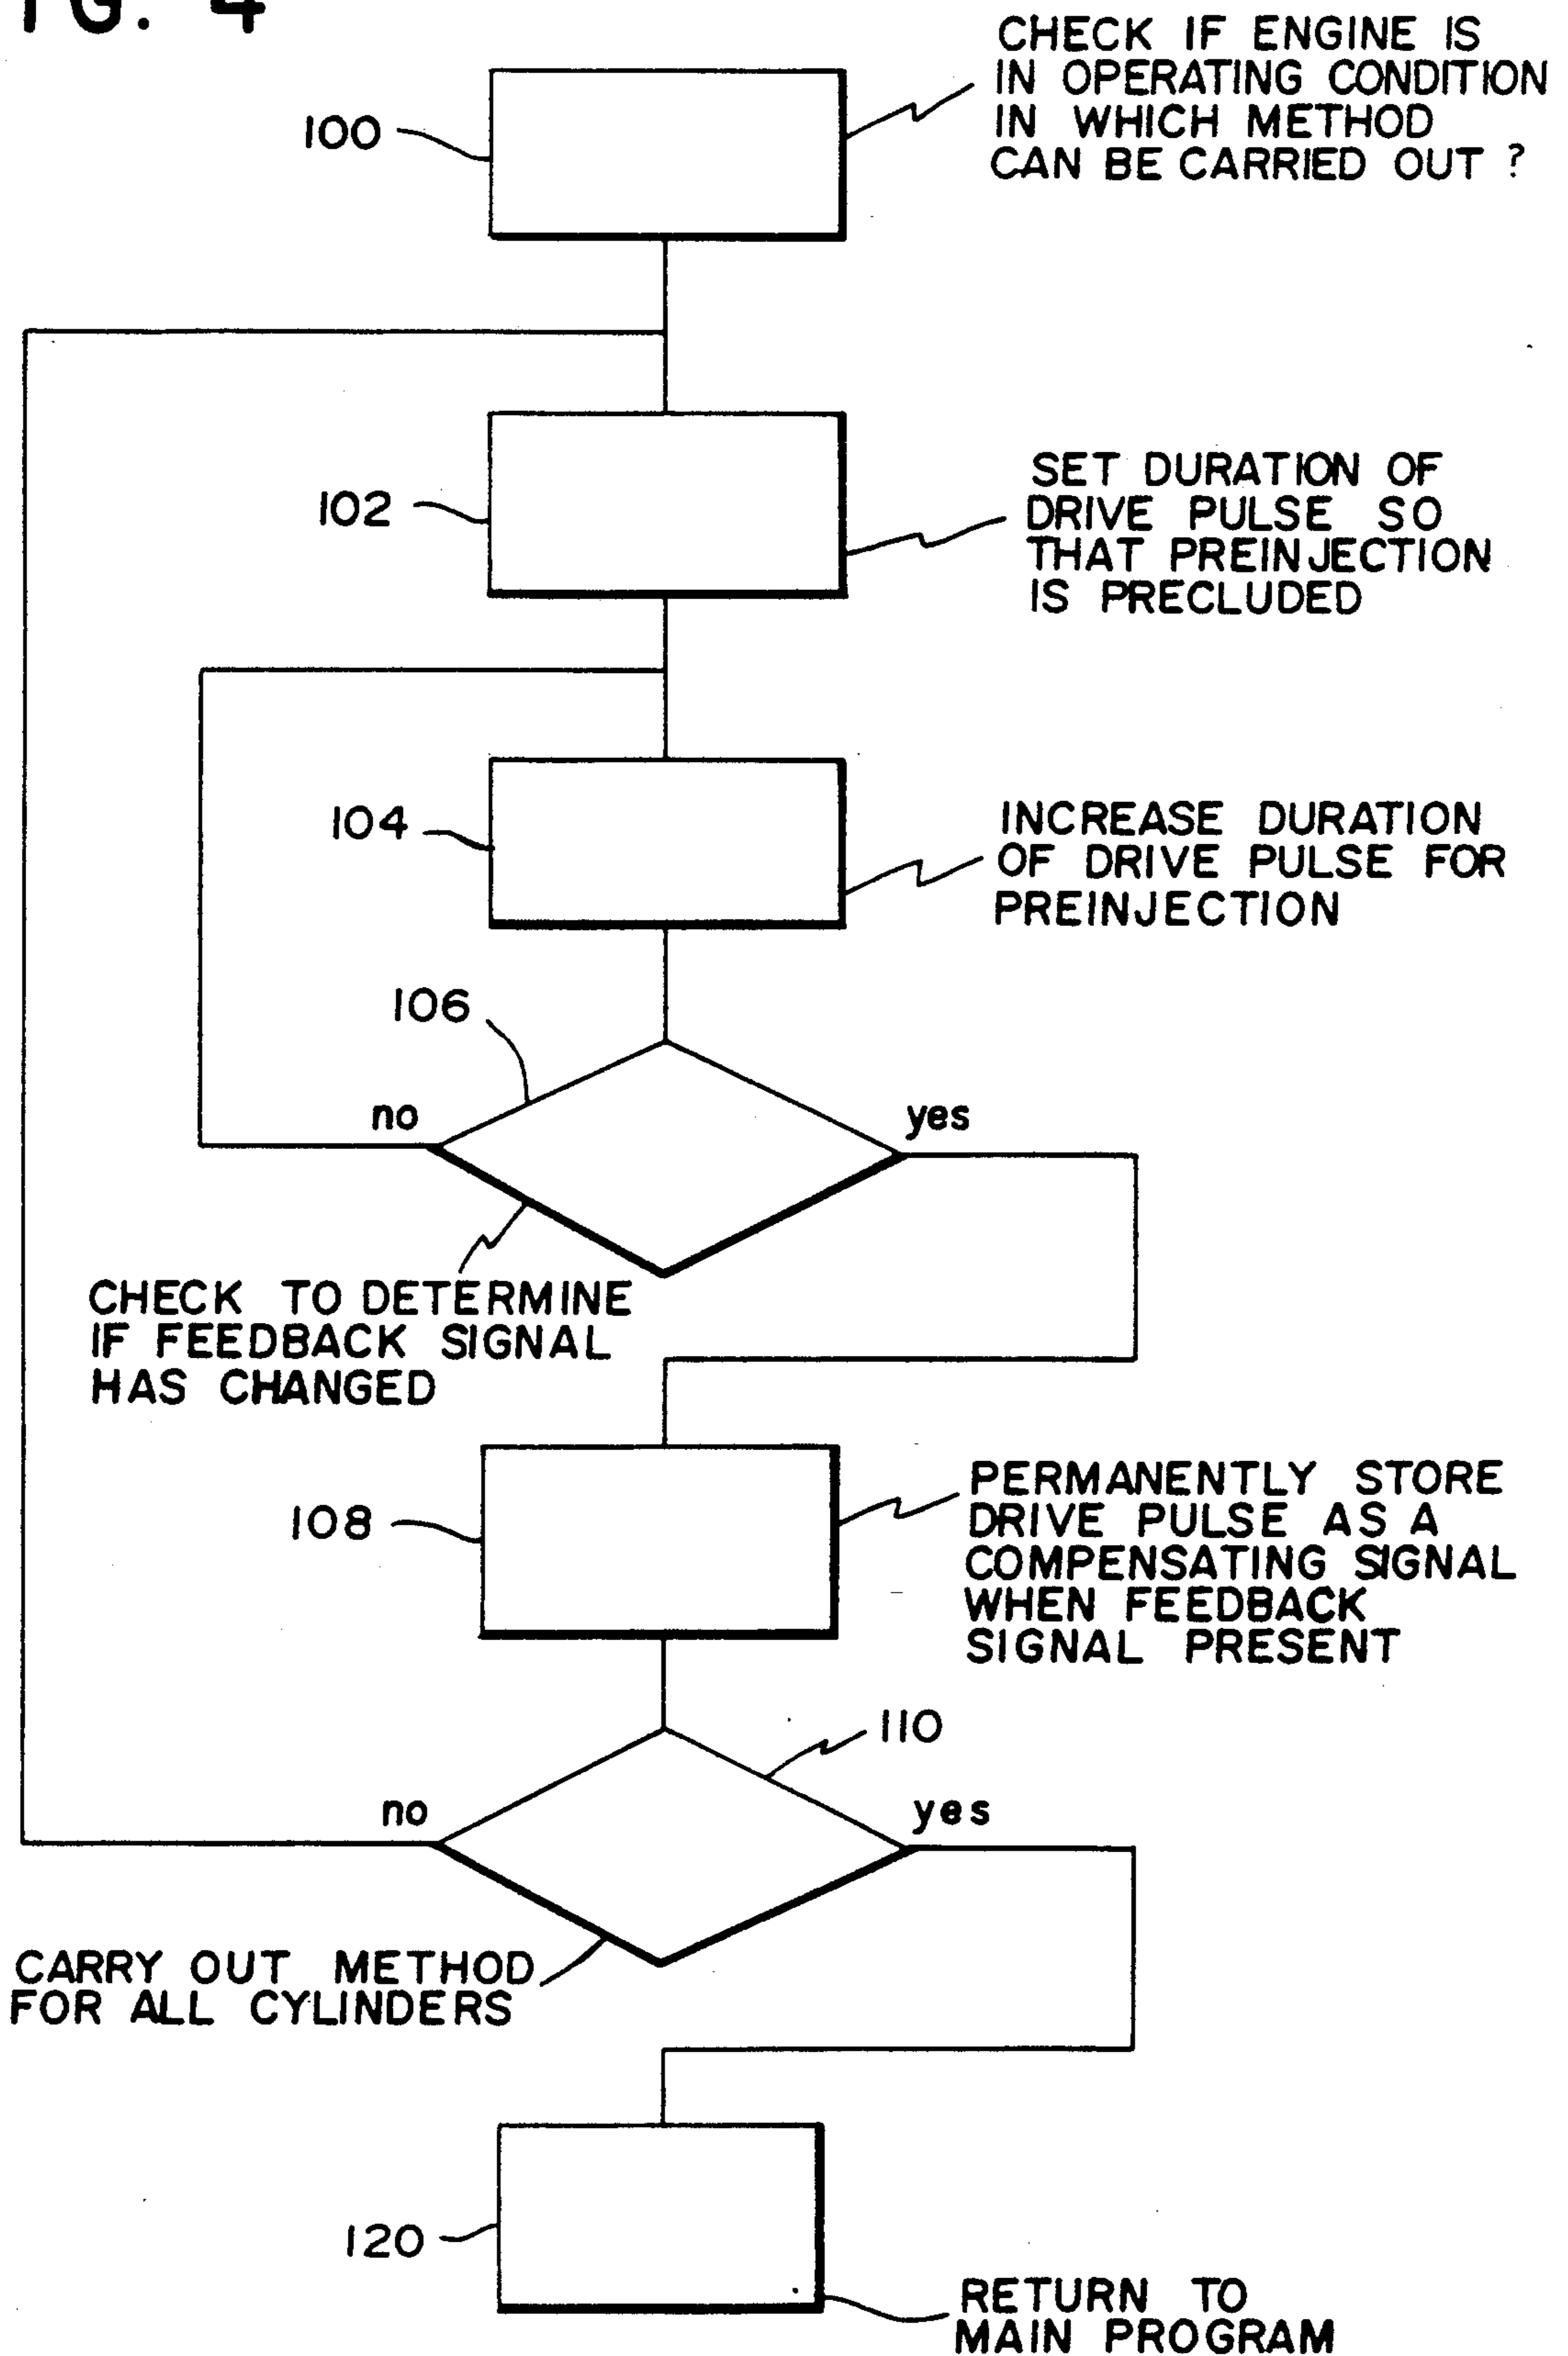 FIG. 4
CHECK IF ENGINE IS
IN OPERATING CONDITION
IN WHICH METHOD
CAN BE CARRIED OUT ?
100
102
SET DURATION OF
DRIVE PULSE SO
THAT PREINJECTION
IS PRECLUDED
104
INCREASE DURATION
OF DRIVE PULSE FOR
PREINJECTION
106
no
yes
CHECK TO DETERMINE
IF FEEDBACK SIGNAL
HAS CHANGED
108
PERMANENTLY STORE
DRIVE PULSE AS A
COMPENSATING SIGNAL
WHEN FEEDBACK
SIGNAL PRESENT
110
no
yes
CARRY OUT METHOD
FOR ALL CYLINDERS
120
RETURN TO
MAIN PROGRAM